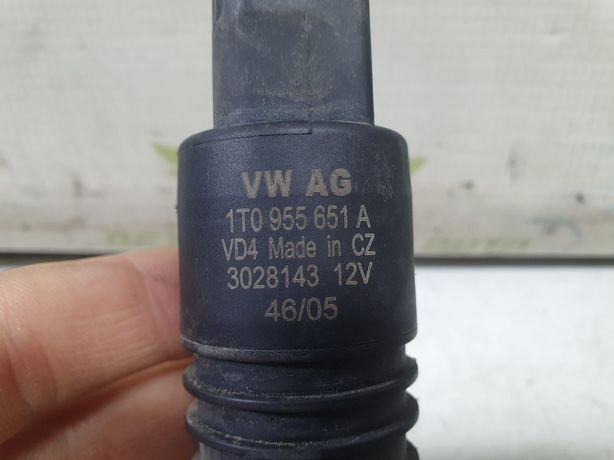 VW AG
1T0 955 651 A
VD4 Made in CZ
3028143 12V
46/05